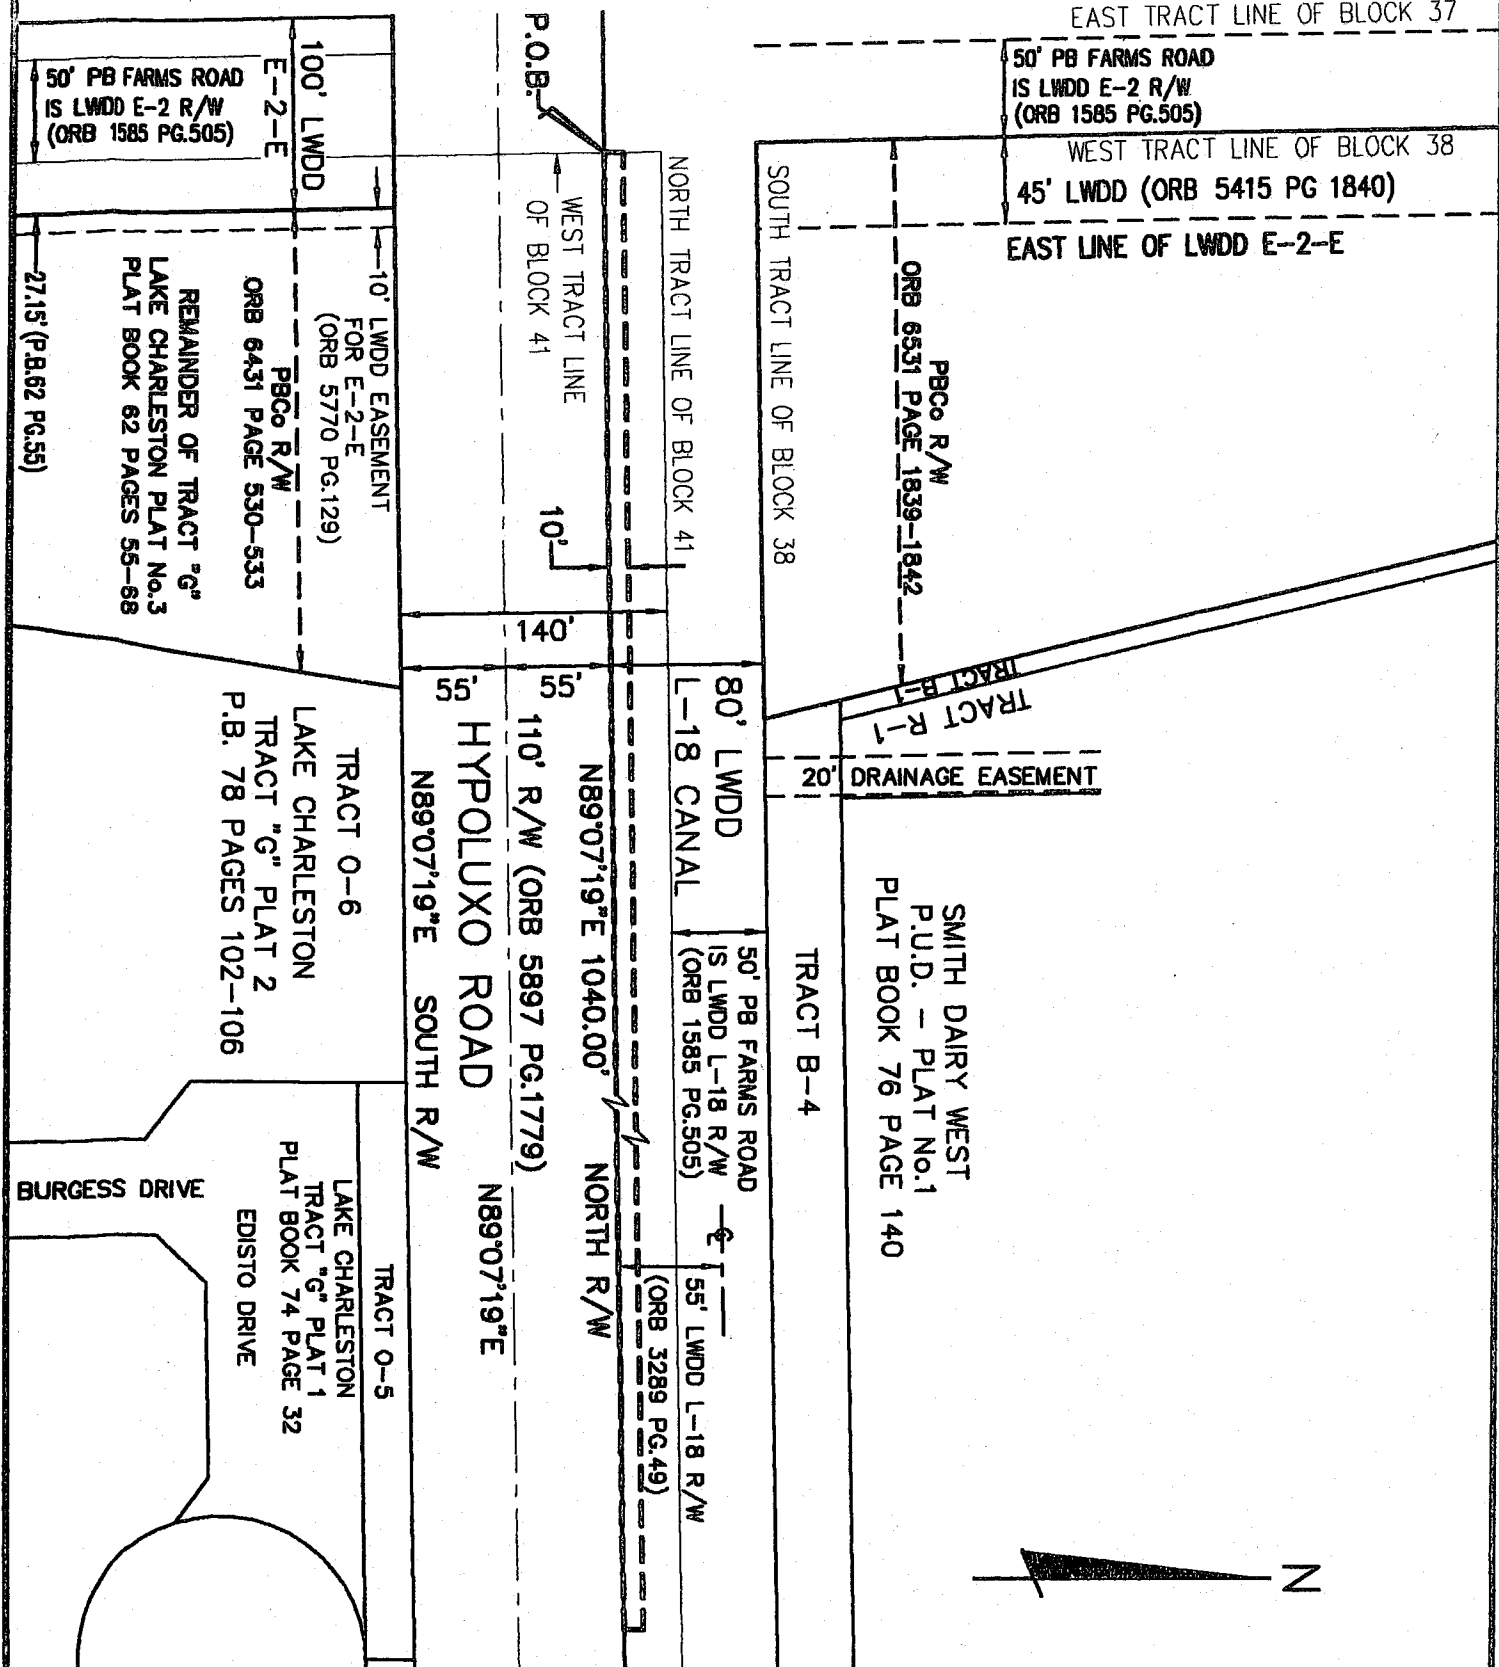 EAST TRACT LINE OF BLOCK 37
50' PB FARMS ROAD
IS LWDD E-2 R/W
(ORB 1585 PG.505)
WEST TRACT LINE OF BLOCK 38
45' LWDD (ORB 5415 PG 1840)
EAST LINE OF LWDD E-2-E
PBCo R/W
ORB 6531 PAGE 1839-1842
TRACT B-1
TRACT R-1
20' DRAINAGE EASEMENT
SMITH DAIRY WEST
P.U.D. - PLAT No.1
PLAT BOOK 76 PAGE 140
TRACT B-4
SOUTH TRACT LINE OF BLOCK 38
NORTH TRACT LINE OF BLOCK 41
80' LWDD
L-18 CANAL
50' PB FARMS ROAD
IS LWDD L-18 R/W
(ORB 1585 PG.505)
55' LWDD L-18 R/W
(ORB 3289 PG.49)
P.O.B.
WEST TRACT LINE
OF BLOCK 41
10'
140'
55'
55'
N89°07'19"E 1040.00'
NORTH R/W
110' R/W (ORB 5897 PG.1779)
N89°07'19"E
HYPOLUXO ROAD
N89°07'19"E SOUTH R/W
100' LWDD
E-2-E
50' PB FARMS ROAD
IS LWDD E-2 R/W
(ORB 1585 PG.505)
10' LWDD EASEMENT
FOR E-2-E
(ORB 5770 PG.129)
PBCo R/W
ORB 6431 PAGE 530-533
REMAINDER OF TRACT "G"
LAKE CHARLESTON PLAT No.3
PLAT BOOK 62 PAGES 55-68
27.15' (P.B.62 PG.55)
TRACT O-6
LAKE CHARLESTON
TRACT "G" PLAT 2
P.B. 78 PAGES 102-106
BURGESS DRIVE
TRACT O-5
LAKE CHARLESTON
TRACT "G" PLAT 1
PLAT BOOK 74 PAGE 32
EDISTO DRIVE
N